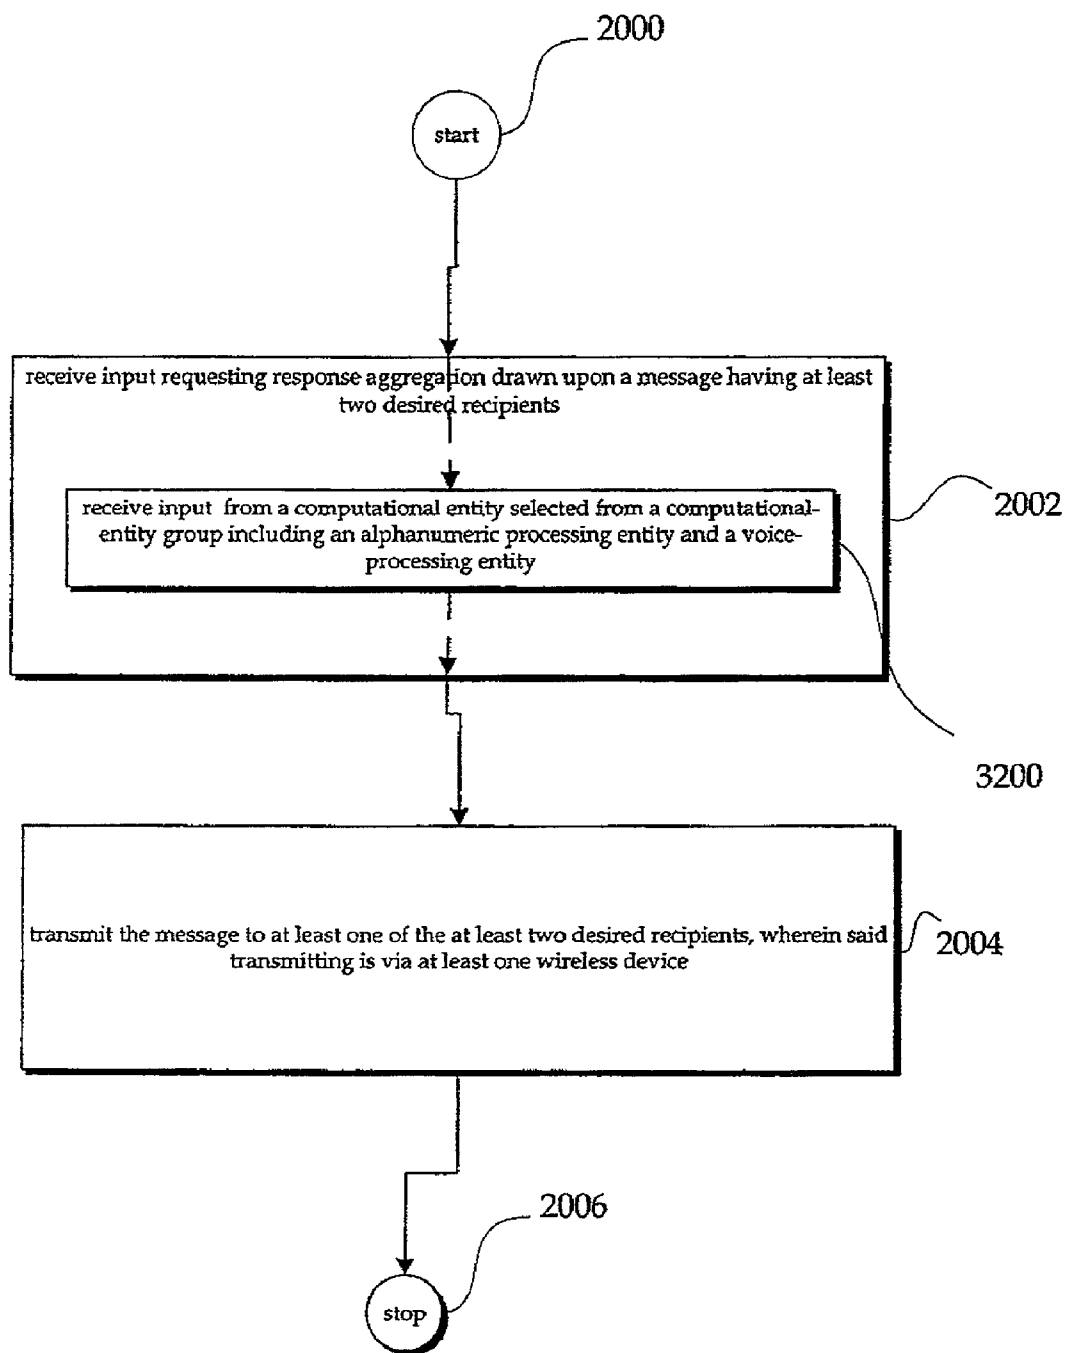 2000
start
receive input requesting response aggregation drawn upon a message having at least
two desired recipients
receive input from a computational entity selected from a computational-
entity group including an alphanumeric processing entity and a voice-
processing entity
2002
3200
transmit the message to at least one of the at least two desired recipients, wherein said
transmitting is via at least one wireless device
2004
2006
stop